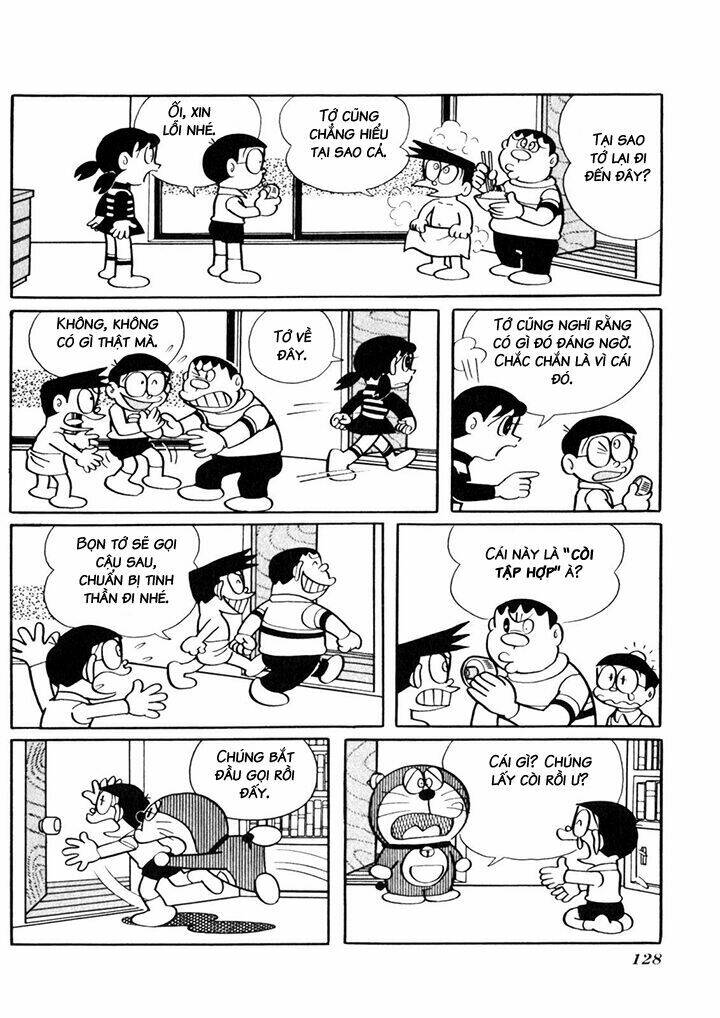 ỐI, XIN
LỖI NHÉ.
TỚ CŨNG
CHẲNG HIỂU
TẠI SAO CẢ.
TẠI SAO
TỚ LẠI ĐI
ĐẾN ĐÂY?
KHÔNG, KHÔNG
CÓ GÌ THẬT MÀ.
TỚ VỀ
ĐÂY.
TỚ CŨNG NGHĨ RẰNG
CÓ GÌ ĐÓ ĐÁNG NGỜ.
CHẮC CHẮN LÀ VÌ CÁI
ĐÓ.
BỌN TỚ SẼ GỌI
CẬU SAU,
CHUẨN BỊ TINH
THẦN ĐI NHÉ.
CÁI NÀY LÀ "CÒI
TẬP HỢP" À?
CHÚNG BẮT
ĐẦU GỌI RỒI
ĐẤY.
CÁI GÌ? CHÚNG
LẤY CÒI RỒI Ư?
128